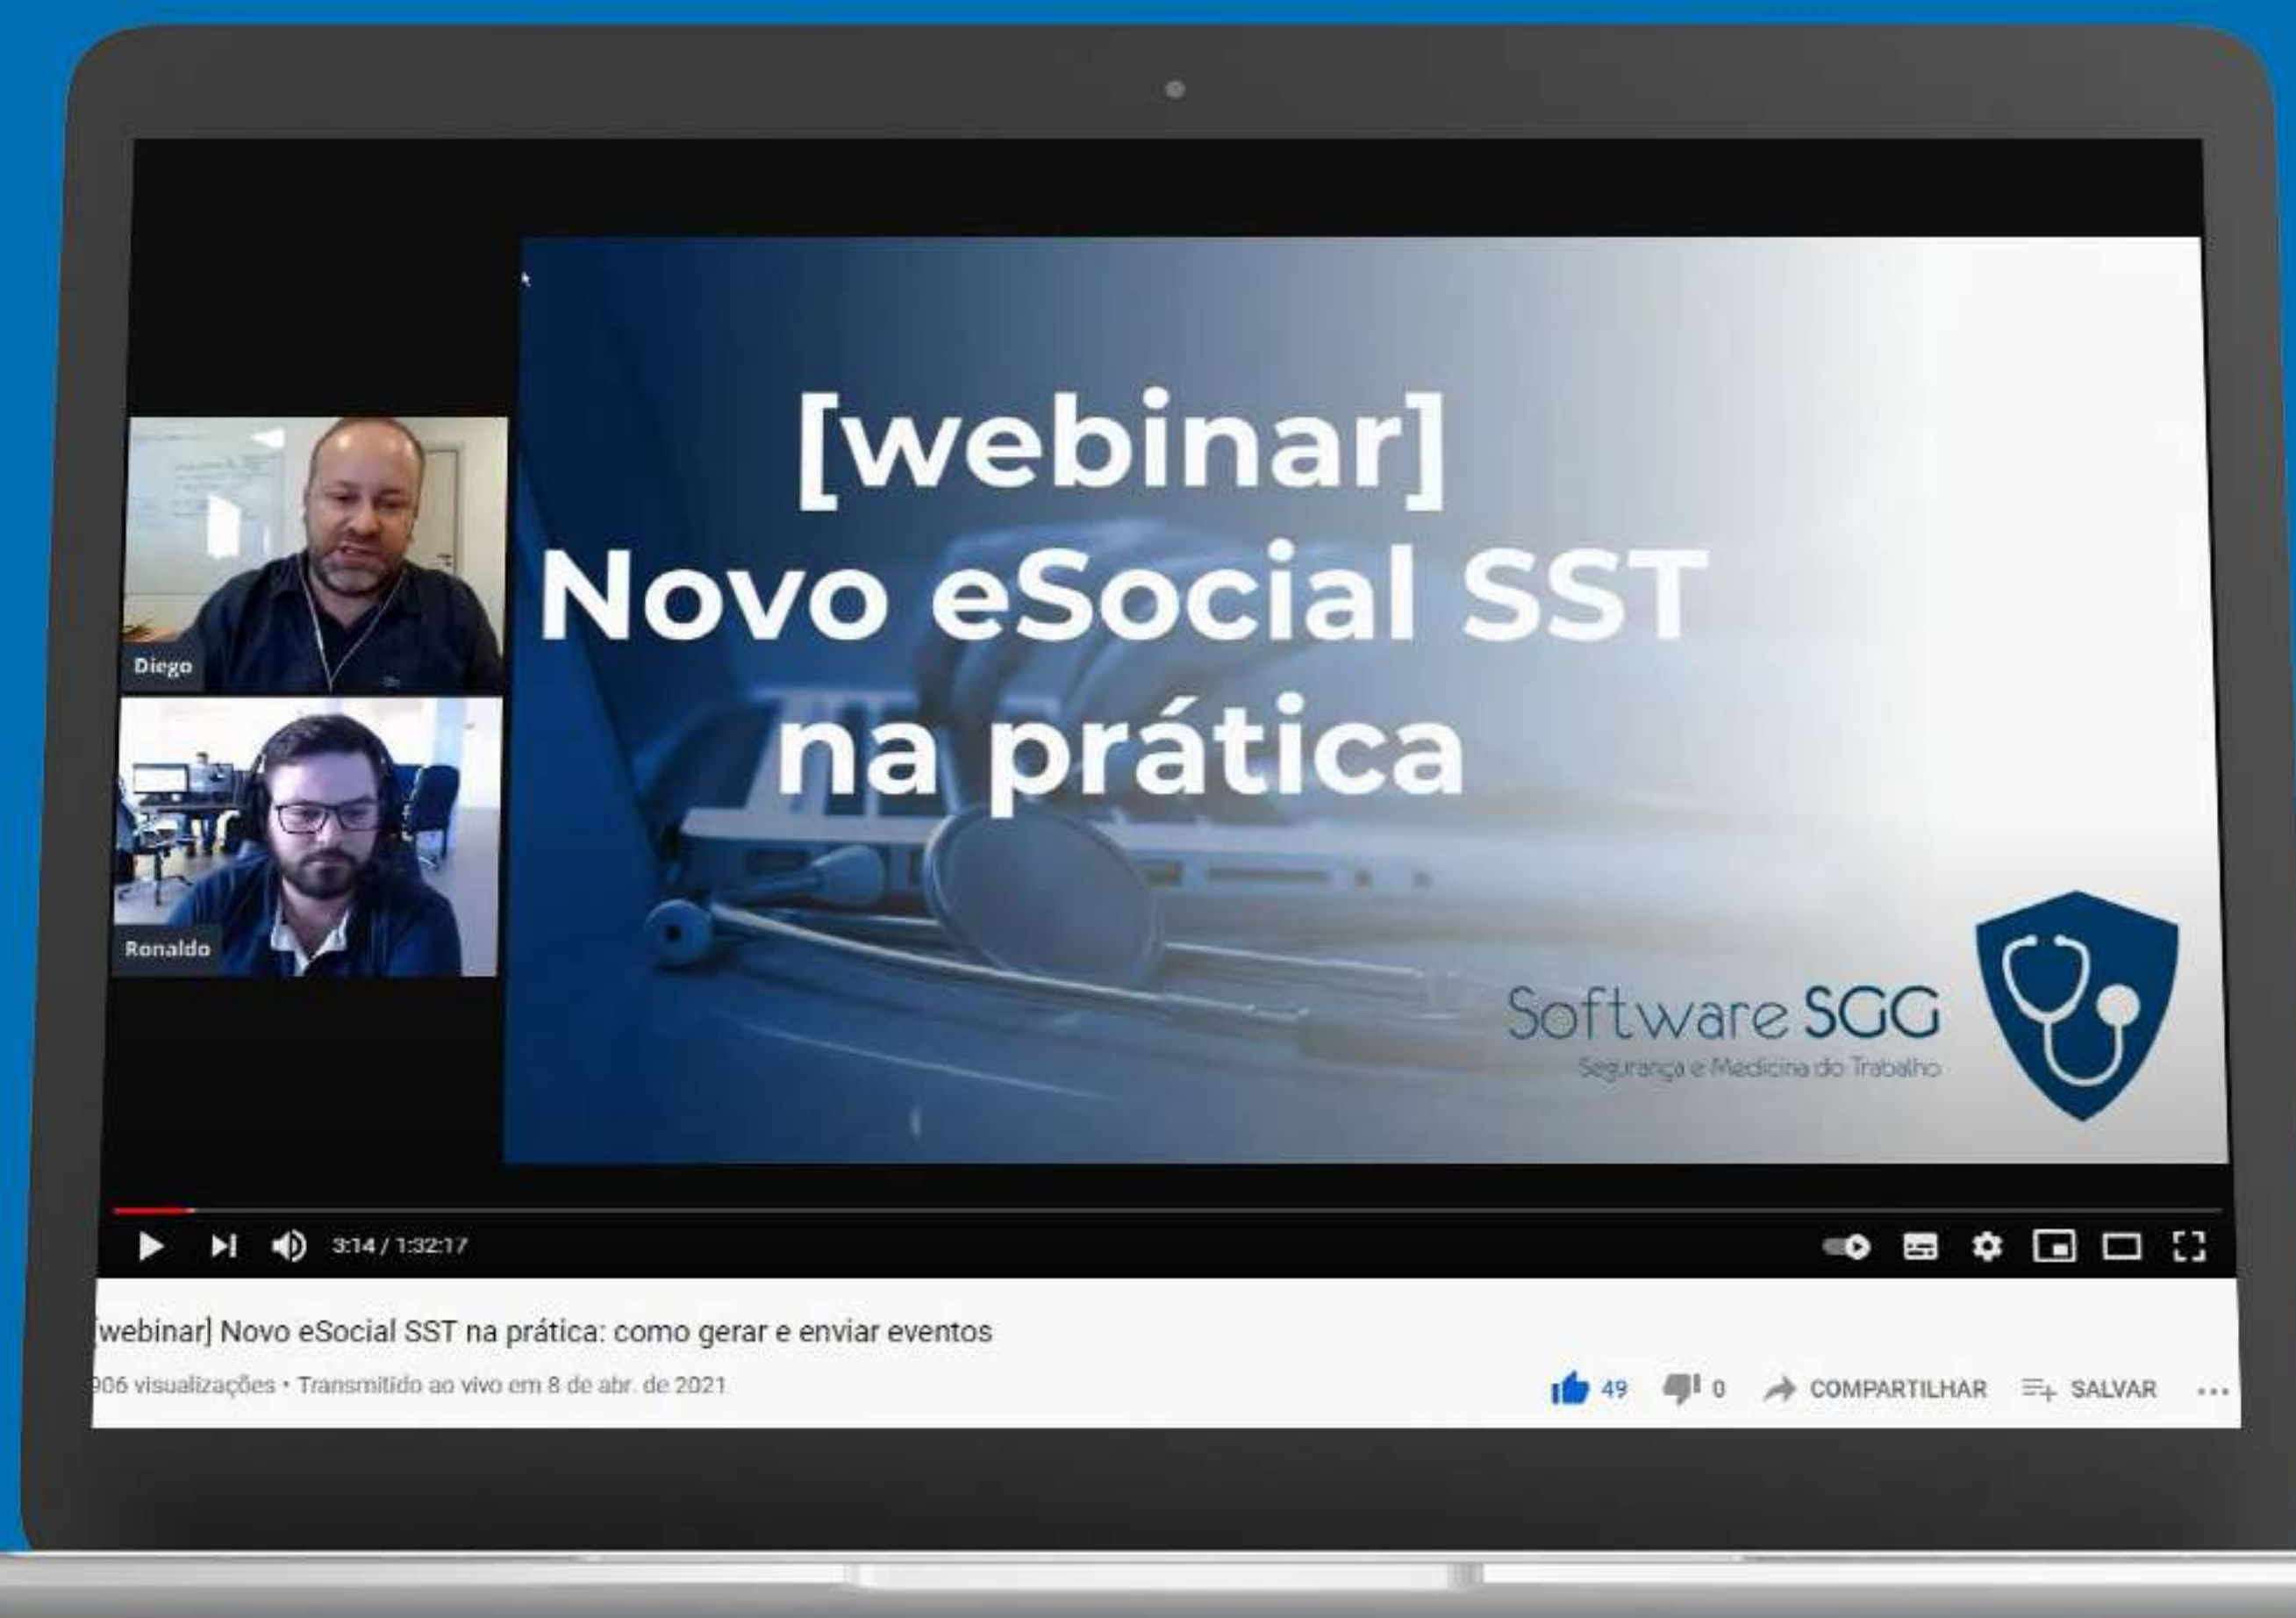 [webinar]
Novo eSocial SST
na prática
Diego
Ronaldo
Software SGG
Segurança e Medicina do Trabalho
3:14 / 1:32:17
[webinar] Novo eSocial SST na prática: como gerar e enviar eventos
906 visualizações • Transmitido ao vivo em 8 de abr. de 2021
49
0
COMPARTILHAR
SALVAR